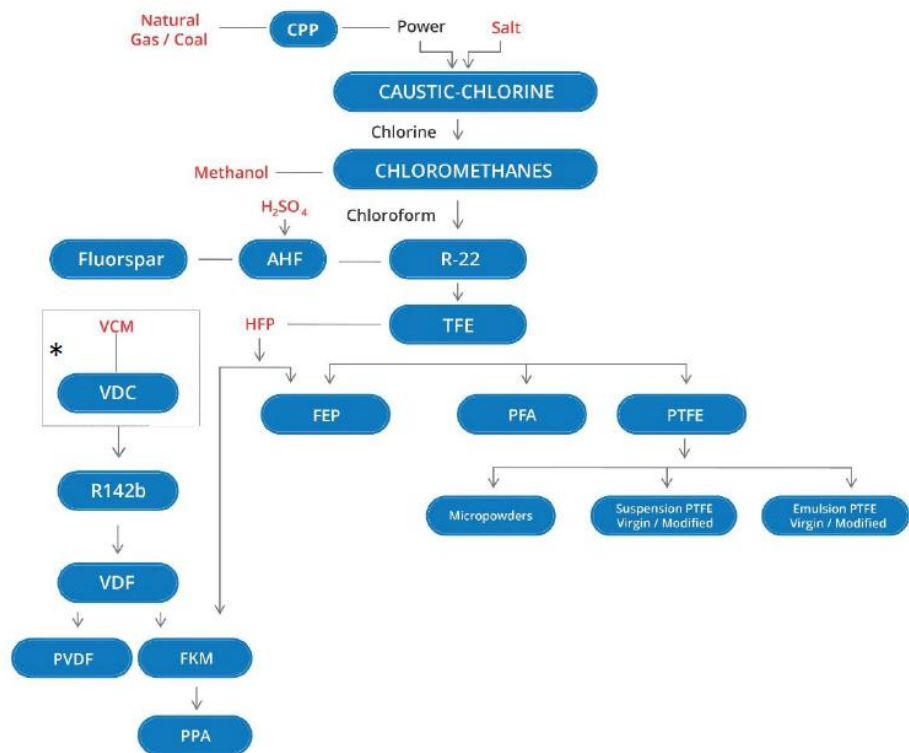 Natural
Gas / Coal
CPP
Power
Salt
CAUSTIC-CHLORINE
Chlorine
Methanol
CHLOROMETHANES
H₂SO₄
Chloroform
Fluorspar
AHF
R-22
HFP
TFE
VCM
*
VDC
FEP
PFA
PTFE
R142b
Micropowders
Suspension PTFE
Virgin / Modified
Emulsion PTFE
Virgin / Modified
VDF
PVDF
FKM
PPA